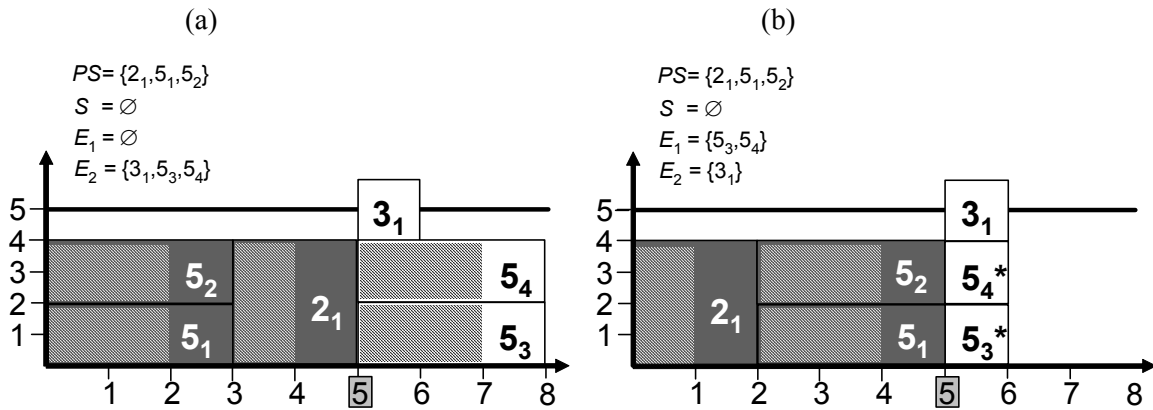 (a)
PS= {2₁,5₁,5₂}
S = ∅
E₁ = ∅
E₂ = {3₁,5₃,5₄}
5
4
3
2
1
3₁
5₂
5₁
2₁
5₄
5₃
1 2 3 4 5 6 7 8
(b)
PS= {2₁,5₁,5₂}
S = ∅
E₁ = {5₃,5₄}
E₂ = {3₁}
5
4
3
2
1
3₁
2₁
5₂
5₁
5₄*
5₃*
1 2 3 4 5 6 7 8